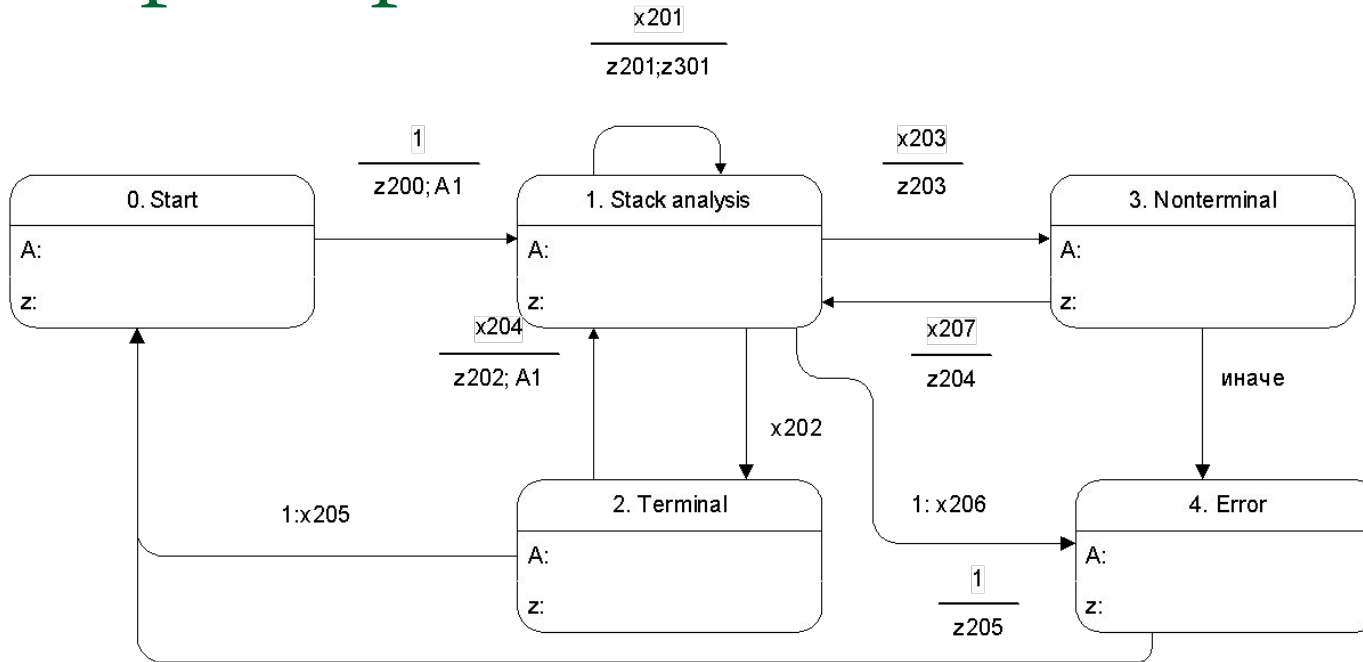 x201
z201;z301
1
z200; A1
x203
z203
0. Start
A:
z:
1. Stack analysis
A:
z:
3. Nonterminal
A:
z:
x204
z202; A1
x207
z204
иначе
x202
1:x205
2. Terminal
A:
z:
1: x206
4. Error
A:
z:
1
z205